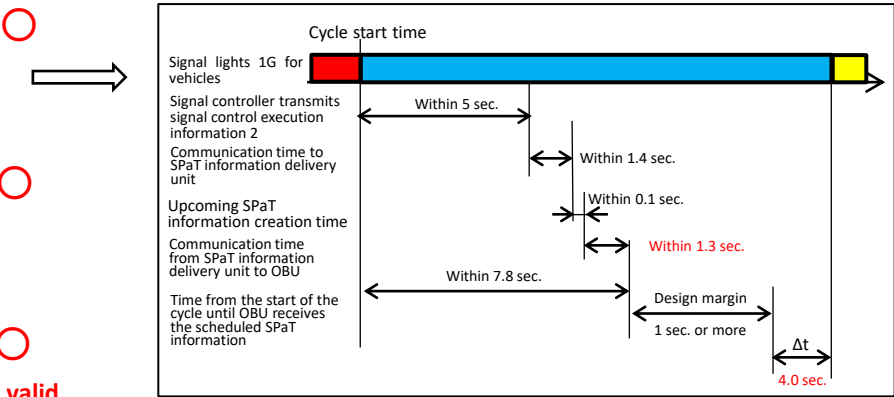 Cycle start time
Signal lights 1G for
vehicles
Signal controller transmits
signal control execution
information 2
Within 5 sec.
Communication time to
SPaT information delivery
unit
Within 1.4 sec.
Within 0.1 sec.
Upcoming SPaT
information creation time
Communication time
from SPaT information
delivery unit to OBU
Within 1.3 sec.
Within 7.8 sec.
Time from the start of the
cycle until OBU receives
the scheduled SPaT
information
Design margin
1 sec. or more
Δt
4.0 sec.
valid.